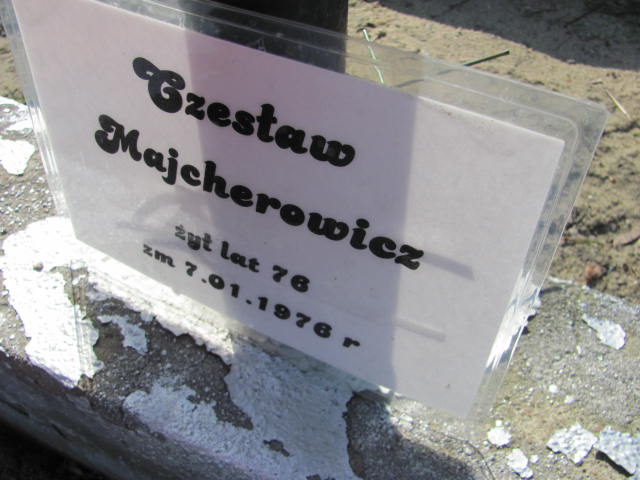 Czesław
Majcherowicz
żył lat 76
zm 7.01.1976 r